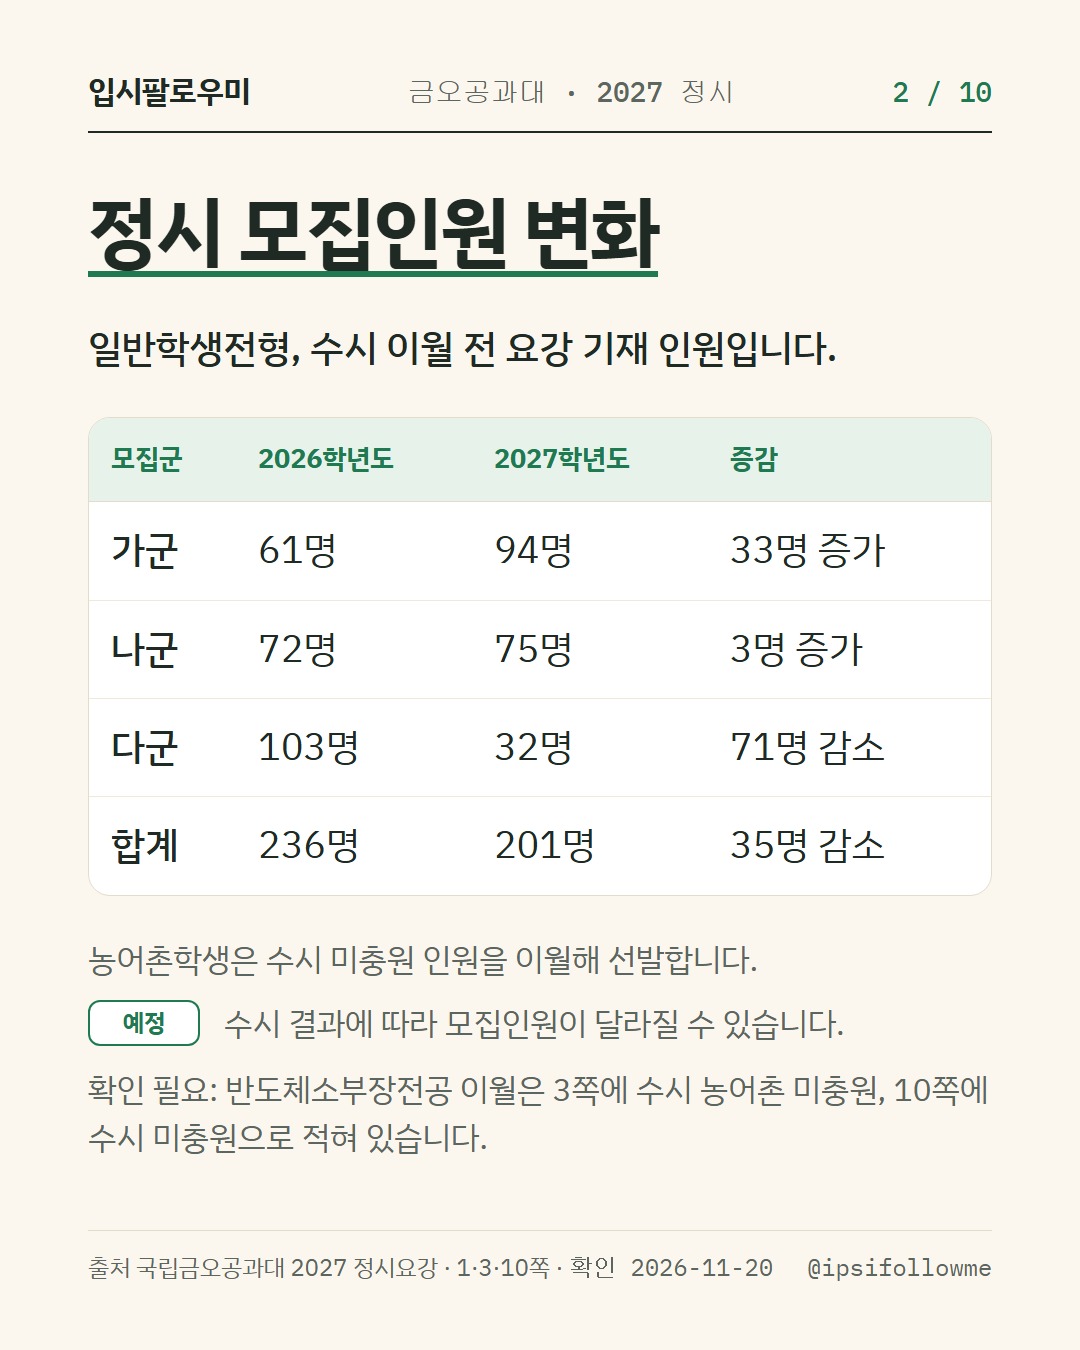 입시팔로우미 금오공과대 · 2027 정시 2 / 10
정시 모집인원 변화
일반학생전형, 수시 이월 전 요강 기재 인원입니다.
모집군 2026학년도 2027학년도 증감
가군 61명 94명 33명 증가
나군 72명 75명 3명 증가
다군 103명 32명 71명 감소
합계 236명 201명 35명 감소
농어촌학생은 수시 미충원 인원을 이월해 선발합니다.
예정 수시 결과에 따라 모집인원이 달라질 수 있습니다.
확인 필요: 반도체소부장전공 이월은 3쪽에 수시 농어촌 미충원, 10쪽에
수시 미충원으로 적혀 있습니다.
출처 국립금오공과대 2027 정시요강 · 1·3·10쪽 · 확인 2026-11-20 @ipsifollowme